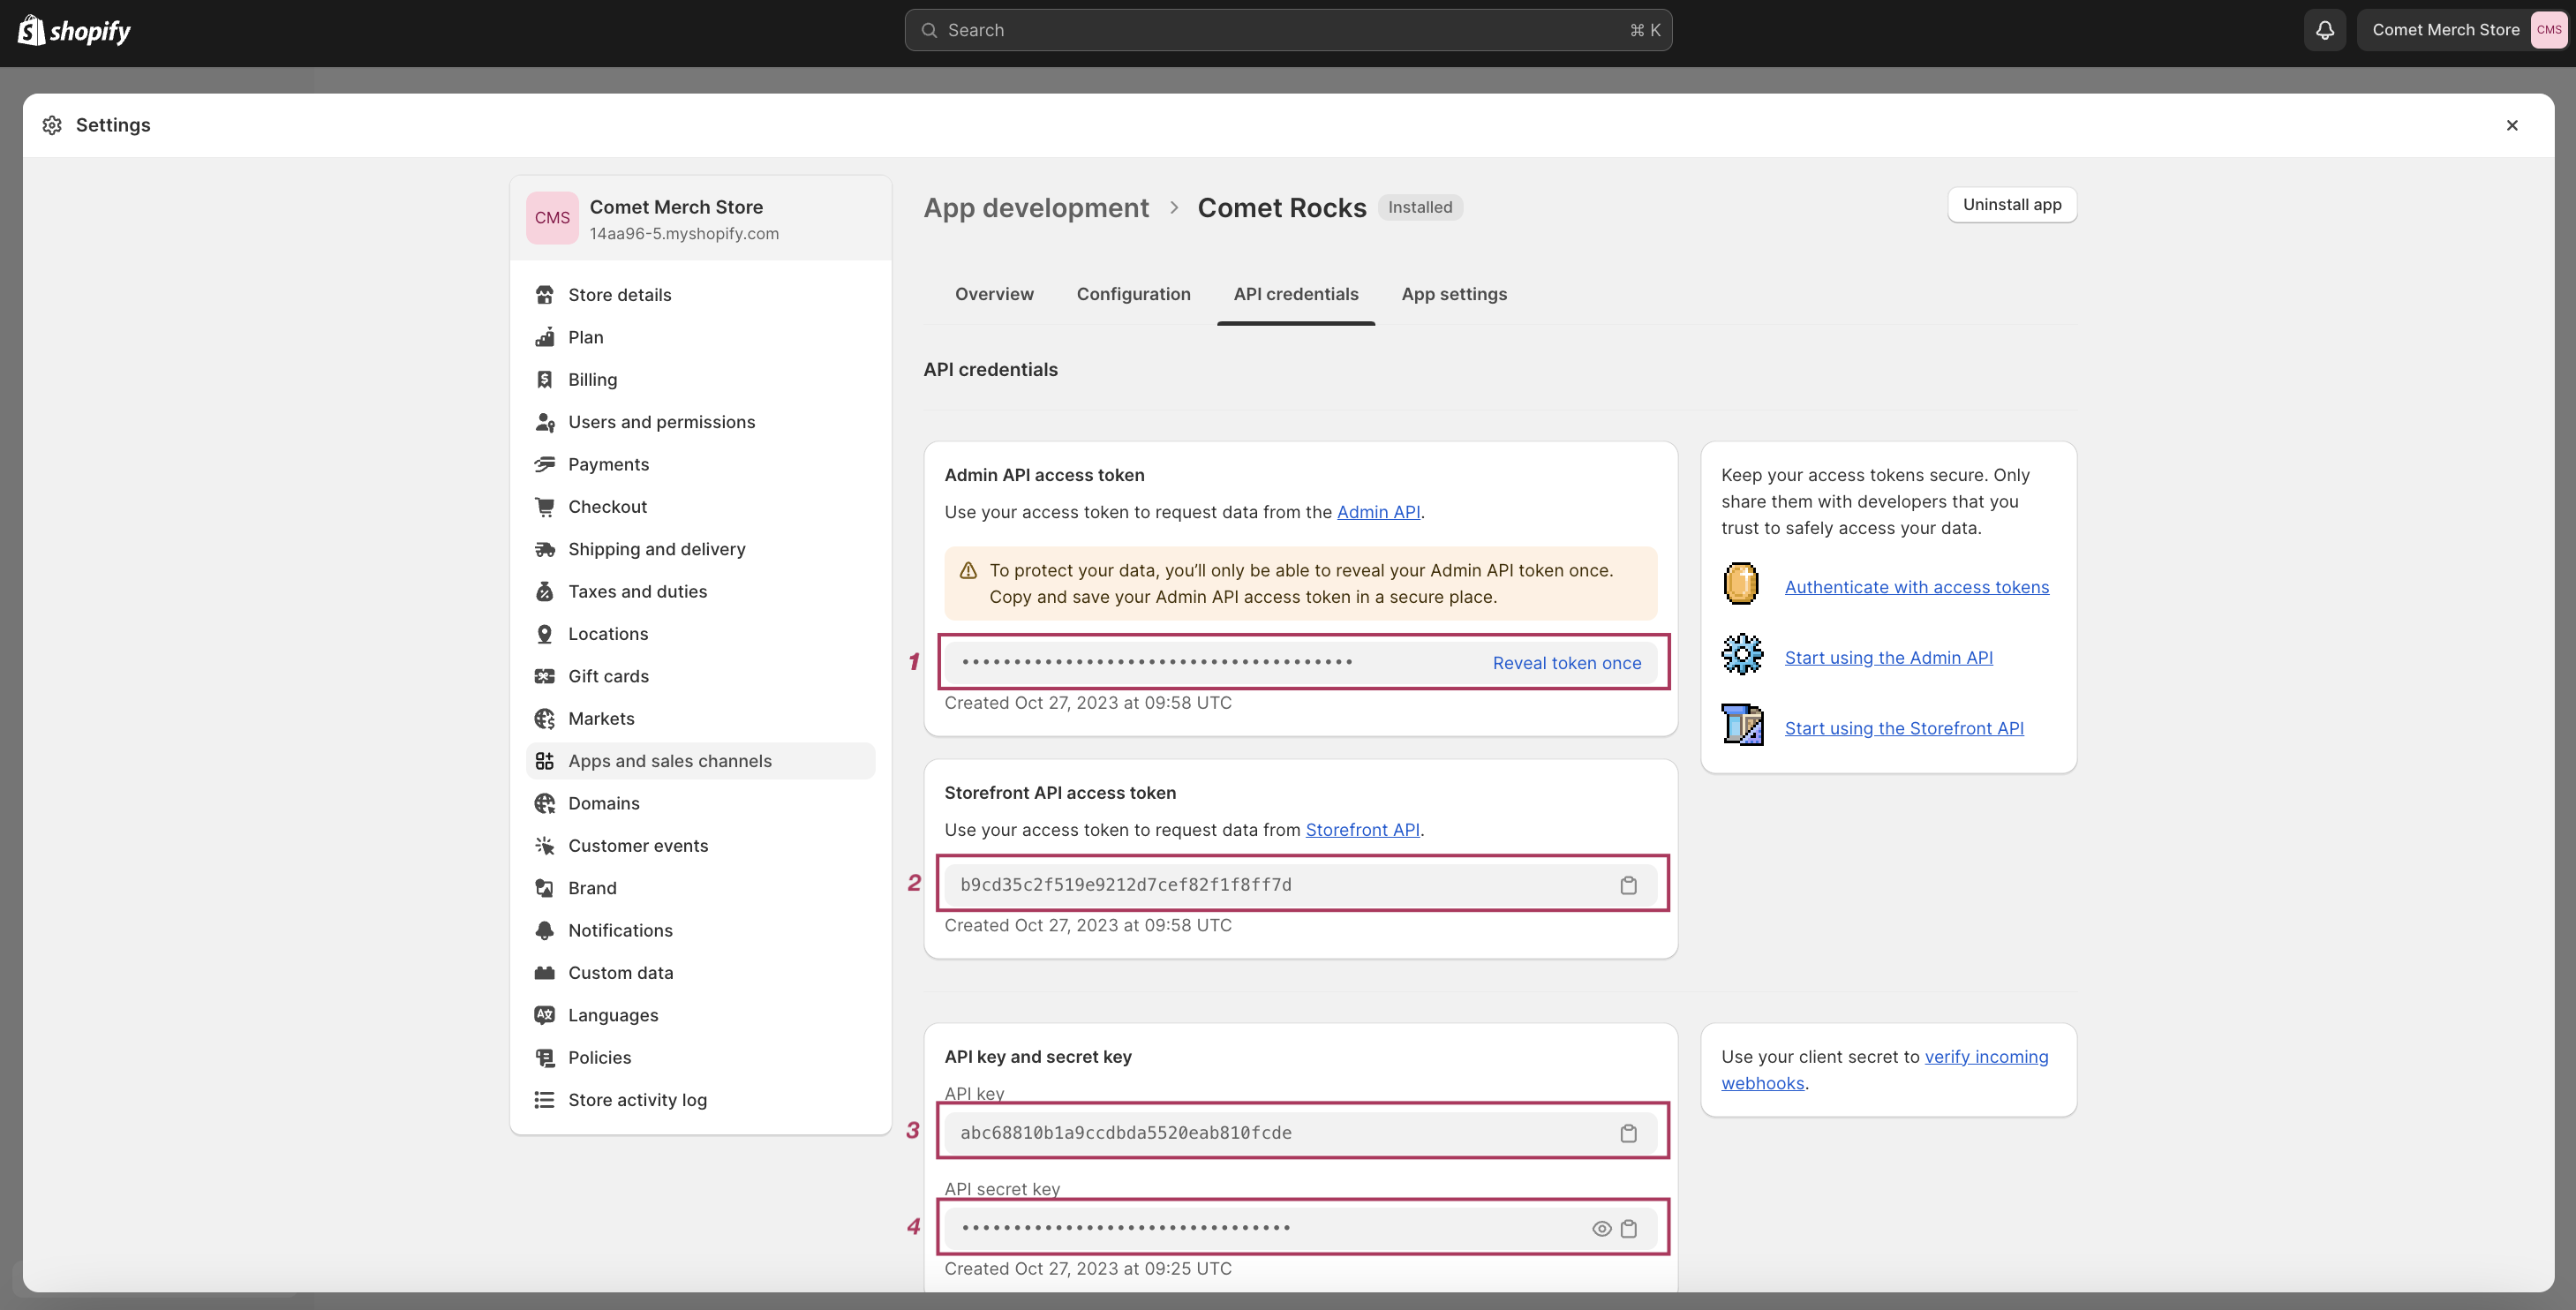 shopify
Search
⌘ K
Comet Merch Store
CMS
Settings
CMS
Comet Merch Store
14aa96-5.myshopify.com
Store details
Plan
Billing
Users and permissions
Payments
Checkout
Shipping and delivery
Taxes and duties
Locations
Gift cards
Markets
Apps and sales channels
Domains
Customer events
Brand
Notifications
Custom data
Languages
Policies
Store activity log
App development > Comet Rocks Installed
Uninstall app
Overview
Configuration
API credentials
App settings
API credentials
Admin API access token
Use your access token to request data from the Admin API.
To protect your data, you’ll only be able to reveal your Admin API token once.
Copy and save your Admin API access token in a secure place.
1
••••••••••••••••••••••••••••••••••••••
Reveal token once
Created Oct 27, 2023 at 09:58 UTC
Storefront API access token
Use your access token to request data from Storefront API.
2
b9cd35c2f519e9212d7cef82f1f8ff7d
Created Oct 27, 2023 at 09:58 UTC
API key and secret key
API key
3
abc68810b1a9ccdbda5520eab810fcde
API secret key
4
••••••••••••••••••••••••••••••••
Created Oct 27, 2023 at 09:25 UTC
Keep your access tokens secure. Only
share them with developers that you
trust to safely access your data.
Authenticate with access tokens
Start using the Admin API
Start using the Storefront API
Use your client secret to verify incoming
webhooks.